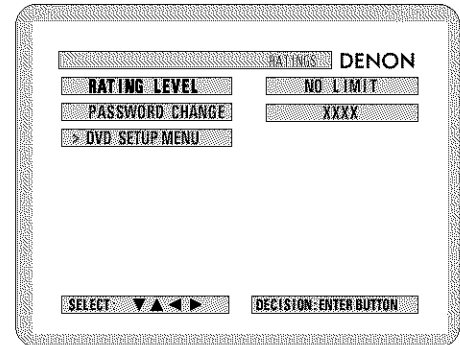 RATINGS DENON
RATING LEVEL NO LIMIT
PASSWORD CHANGE XXXX
> DVD SETUP MENU
SELECT: ▼ ▲ ◀ ▶ DECISION: ENTER BUTTON